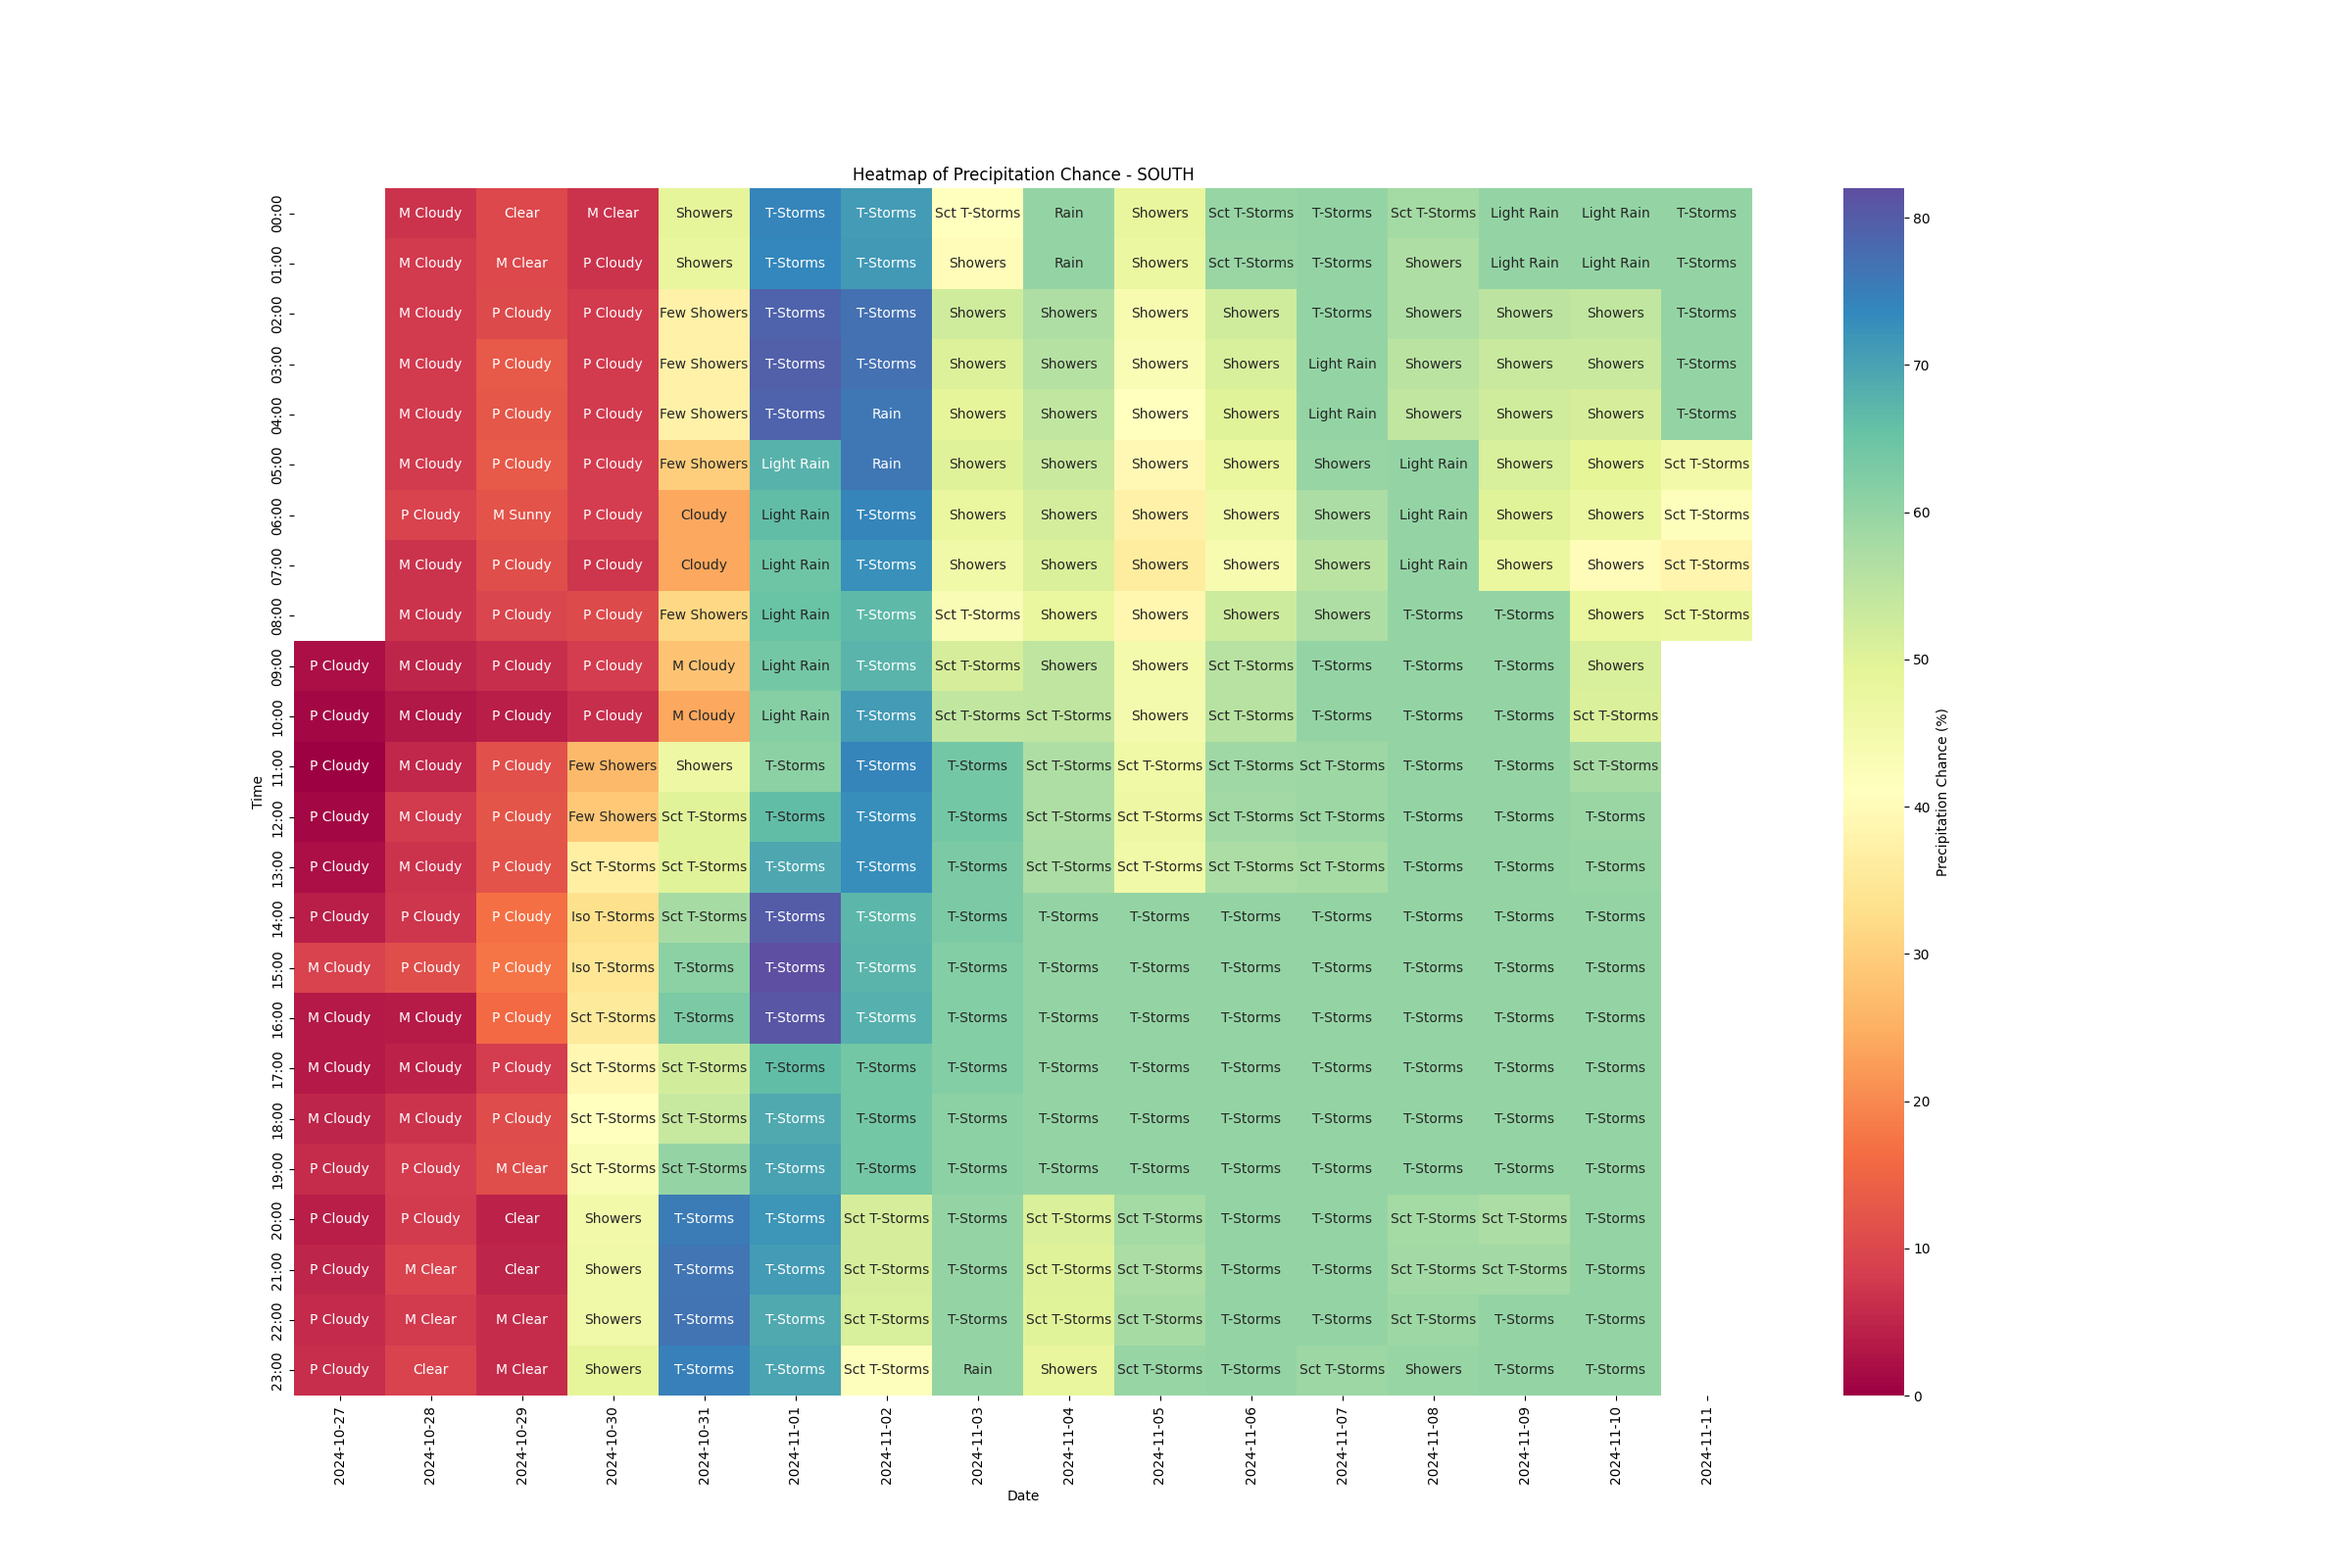 Heatmap of Precipitation Chance - SOUTH
00:00 M Cloudy Clear M Clear Showers T-Storms T-Storms Sct T-Storms Rain Showers Sct T-Storms T-Storms Sct T-Storms Light Rain Light Rain T-Storms
01:00 M Cloudy M Clear P Cloudy Showers T-Storms T-Storms Showers Rain Showers Sct T-Storms T-Storms Showers Light Rain Light Rain T-Storms
02:00 M Cloudy P Cloudy P Cloudy Few Showers T-Storms T-Storms Showers Showers Showers Showers T-Storms Showers Showers Showers T-Storms
03:00 M Cloudy P Cloudy P Cloudy Few Showers T-Storms T-Storms Showers Showers Showers Showers Light Rain Showers Showers Showers T-Storms
04:00 M Cloudy P Cloudy P Cloudy Few Showers T-Storms Rain Showers Showers Showers Showers Light Rain Showers Showers Showers T-Storms
05:00 M Cloudy P Cloudy P Cloudy Few Showers Light Rain Rain Showers Showers Showers Showers Showers Light Rain Showers Showers Sct T-Storms
06:00 P Cloudy M Sunny P Cloudy Cloudy Light Rain T-Storms Showers Showers Showers Showers Showers Light Rain Showers Showers Sct T-Storms
07:00 M Cloudy P Cloudy P Cloudy Cloudy Light Rain T-Storms Showers Showers Showers Showers Showers Light Rain Showers Showers Sct T-Storms
08:00 M Cloudy P Cloudy P Cloudy Few Showers Light Rain T-Storms Sct T-Storms Showers Showers Showers Showers T-Storms T-Storms Showers Sct T-Storms
09:00 P Cloudy M Cloudy P Cloudy P Cloudy M Cloudy Light Rain T-Storms Sct T-Storms Showers Showers Sct T-Storms T-Storms T-Storms T-Storms Showers
10:00 P Cloudy M Cloudy P Cloudy P Cloudy M Cloudy Light Rain T-Storms Sct T-Storms Sct T-Storms Showers Sct T-Storms T-Storms T-Storms T-Storms Sct T-Storms
11:00 P Cloudy M Cloudy P Cloudy Few Showers Showers T-Storms T-Storms T-Storms Sct T-Storms Sct T-Storms Sct T-Storms Sct T-Storms T-Storms T-Storms Sct T-Storms
12:00 P Cloudy M Cloudy P Cloudy Few Showers Sct T-Storms T-Storms T-Storms T-Storms Sct T-Storms Sct T-Storms Sct T-Storms Sct T-Storms T-Storms T-Storms T-Storms
13:00 P Cloudy M Cloudy P Cloudy Sct T-Storms Sct T-Storms T-Storms T-Storms T-Storms Sct T-Storms Sct T-Storms Sct T-Storms Sct T-Storms T-Storms T-Storms T-Storms
14:00 P Cloudy P Cloudy P Cloudy Iso T-Storms Sct T-Storms T-Storms T-Storms T-Storms T-Storms T-Storms T-Storms T-Storms T-Storms T-Storms T-Storms
15:00 M Cloudy P Cloudy P Cloudy Iso T-Storms T-Storms T-Storms T-Storms T-Storms T-Storms T-Storms T-Storms T-Storms T-Storms T-Storms T-Storms
16:00 M Cloudy M Cloudy P Cloudy Sct T-Storms T-Storms T-Storms T-Storms T-Storms T-Storms T-Storms T-Storms T-Storms T-Storms T-Storms T-Storms
17:00 M Cloudy M Cloudy P Cloudy Sct T-Storms Sct T-Storms T-Storms T-Storms T-Storms T-Storms T-Storms T-Storms T-Storms T-Storms T-Storms T-Storms
18:00 M Cloudy M Cloudy P Cloudy Sct T-Storms Sct T-Storms T-Storms T-Storms T-Storms T-Storms T-Storms T-Storms T-Storms T-Storms T-Storms T-Storms
19:00 P Cloudy P Cloudy M Clear Sct T-Storms Sct T-Storms T-Storms T-Storms T-Storms T-Storms T-Storms T-Storms T-Storms T-Storms T-Storms T-Storms
20:00 P Cloudy P Cloudy Clear Showers T-Storms T-Storms Sct T-Storms T-Storms Sct T-Storms Sct T-Storms T-Storms T-Storms Sct T-Storms Sct T-Storms T-Storms
21:00 P Cloudy M Clear Clear Showers T-Storms T-Storms Sct T-Storms T-Storms Sct T-Storms Sct T-Storms T-Storms T-Storms Sct T-Storms Sct T-Storms T-Storms
22:00 P Cloudy M Clear M Clear Showers T-Storms T-Storms Sct T-Storms T-Storms Sct T-Storms Sct T-Storms T-Storms T-Storms Sct T-Storms T-Storms T-Storms
23:00 P Cloudy Clear M Clear Showers T-Storms T-Storms Sct T-Storms Rain Showers Sct T-Storms T-Storms Sct T-Storms Showers T-Storms T-Storms
2024-10-27 2024-10-28 2024-10-29 2024-10-30 2024-10-31 2024-11-01 2024-11-02 2024-11-03 2024-11-04 2024-11-05 2024-11-06 2024-11-07 2024-11-08 2024-11-09 2024-11-10 2024-11-11
Date
Time
80
70
60
50
40
30
20
10
0
Precipitation Chance (%)